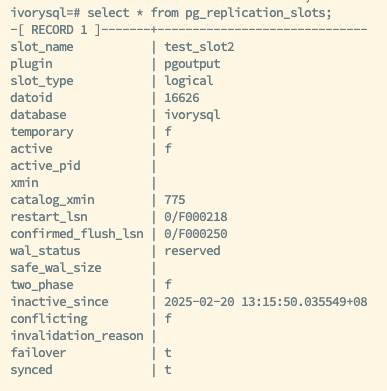 ivorysql=# select * from pg_replication_slots;
-[ RECORD 1 ]-------+------------------------------
slot_name           | test_slot2
plugin              | pgoutput
slot_type           | logical
datoid              | 16626
database            | ivorysql
temporary           | f
active              | f
active_pid          |
xmin                |
catalog_xmin        | 775
restart_lsn         | 0/F000218
confirmed_flush_lsn | 0/F000250
wal_status          | reserved
safe_wal_size       |
two_phase           | f
inactive_since      | 2025-02-20 13:15:50.035549+08
conflicting         | f
invalidation_reason |
failover            | t
synced              | t